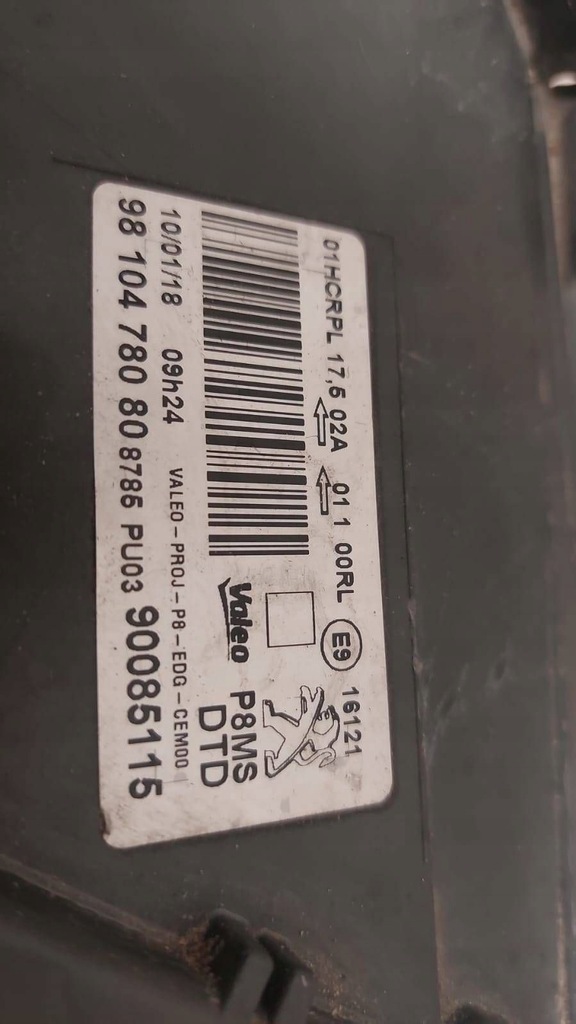 01HCRPL 17,5 02A 01 1 00RL E9 16121
Valeo P8MS
DTD
10/01/18 09h24 VALEO-PROJ-P8-EDG-CEM00
98 104 780 80 8786 PU03 90085115